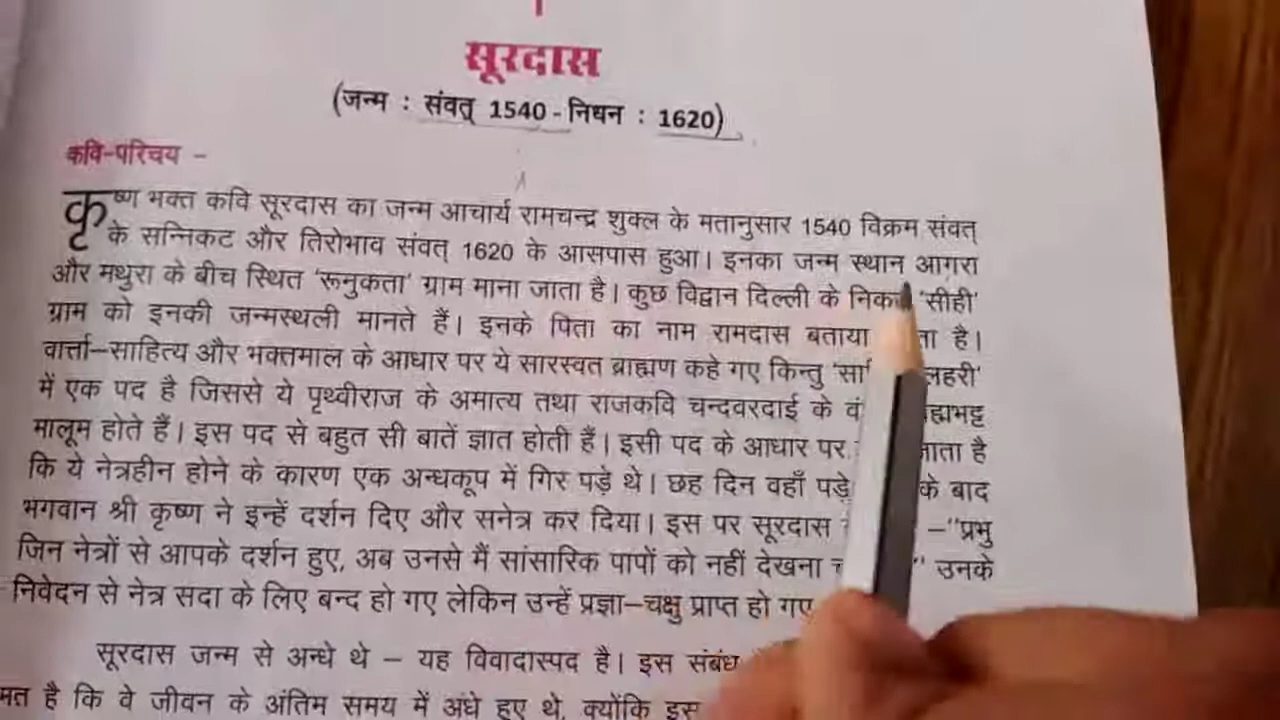 सूरदास
(जन्म : संवत् 1540 - निधन : 1620)
कवि-परिचय -
कृष्ण भक्त कवि सूरदास का जन्म आचार्य रामचन्द्र शुक्ल के मतानुसार 1540 विक्रम संवत्
के सन्निकट और तिरोभाव संवत् 1620 के आसपास हुआ। इनका जन्म स्थान आगरा
और मथुरा के बीच स्थित 'रूनुकता' ग्राम माना जाता है। कुछ विद्वान दिल्ली के 'सीही'
ग्राम को इनकी जन्मस्थली मानते हैं। इनके पिता का नाम रामदास बताया है।
वार्त्ता–साहित्य और भक्तमाल के आधार पर ये सारस्वत ब्राह्मण कहे गए किन्तु
में एक पद है जिससे ये पृथ्वीराज के अमात्य तथा राजकवि चन्दवरदाई के
मालूम होते हैं। इस पद से बहुत सी बातें ज्ञात होती हैं। इसी पद के आधार पर है
कि ये नेत्रहीन होने के कारण एक अन्धकूप में गिर पड़े थे। छह दिन वहाँ पड़े के बाद
भगवान श्री कृष्ण ने इन्हें दर्शन दिए और सनेत्र कर दिया। इस पर सूरदास –"प्रभु
जिन नेत्रों से आपके दर्शन हुए, अब उनसे मैं सांसारिक पापों को नहीं देखना " उनके
निवेदन से नेत्र सदा के लिए बन्द हो गए लेकिन उन्हें प्रज्ञा–चक्षु प्राप्त हो गए
सूरदास जन्म से अन्धे थे – यह विवादास्पद है। इस संबंध
मत है कि वे जीवन के अंतिम समय में अंधे हुए थे, क्योंकि इस